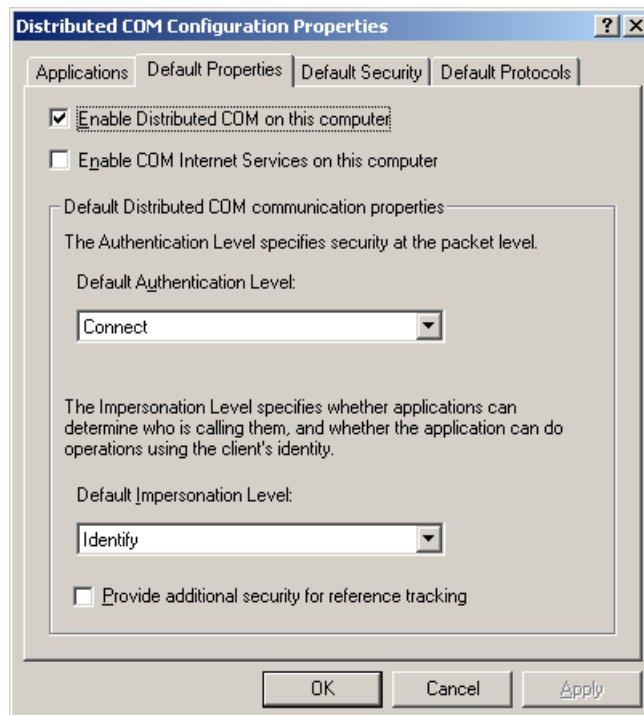 Distributed COM Configuration Properties
Applications Default Properties Default Security Default Protocols
Enable Distributed COM on this computer
Enable COM Internet Services on this computer
Default Distributed COM communication properties
The Authentication Level specifies security at the packet level.
Default Authentication Level:
Connect
The Impersonation Level specifies whether applications can
determine who is calling them, and whether the application can do
operations using the client's identity.
Default Impersonation Level:
Identify
Provide additional security for reference tracking
OK Cancel Apply